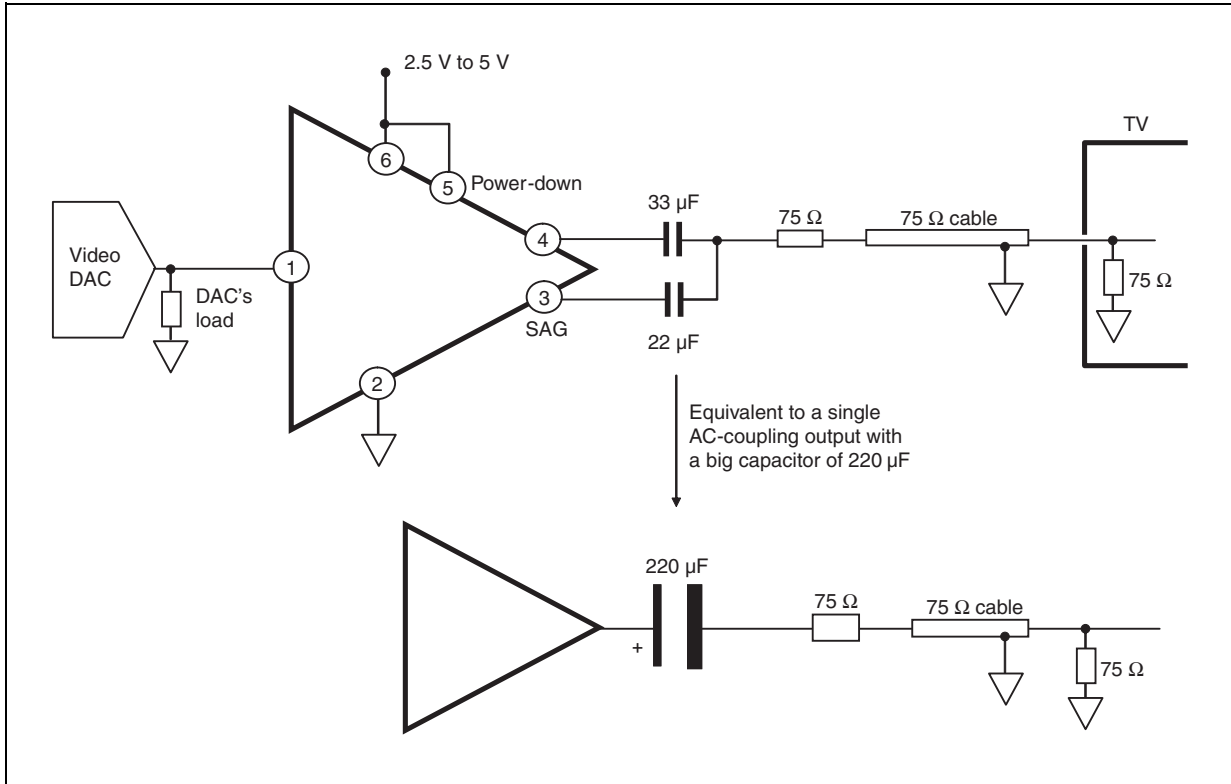 2.5 V to 5 V
TV
6
5
Power-down
33 µF
75 Ω
75 Ω cable
4
Video
DAC
1
DAC's
load
3
SAG
22 µF
75 Ω
2
Equivalent to a single
AC-coupling output with
a big capacitor of 220 µF
220 µF
+
75 Ω
75 Ω cable
75 Ω